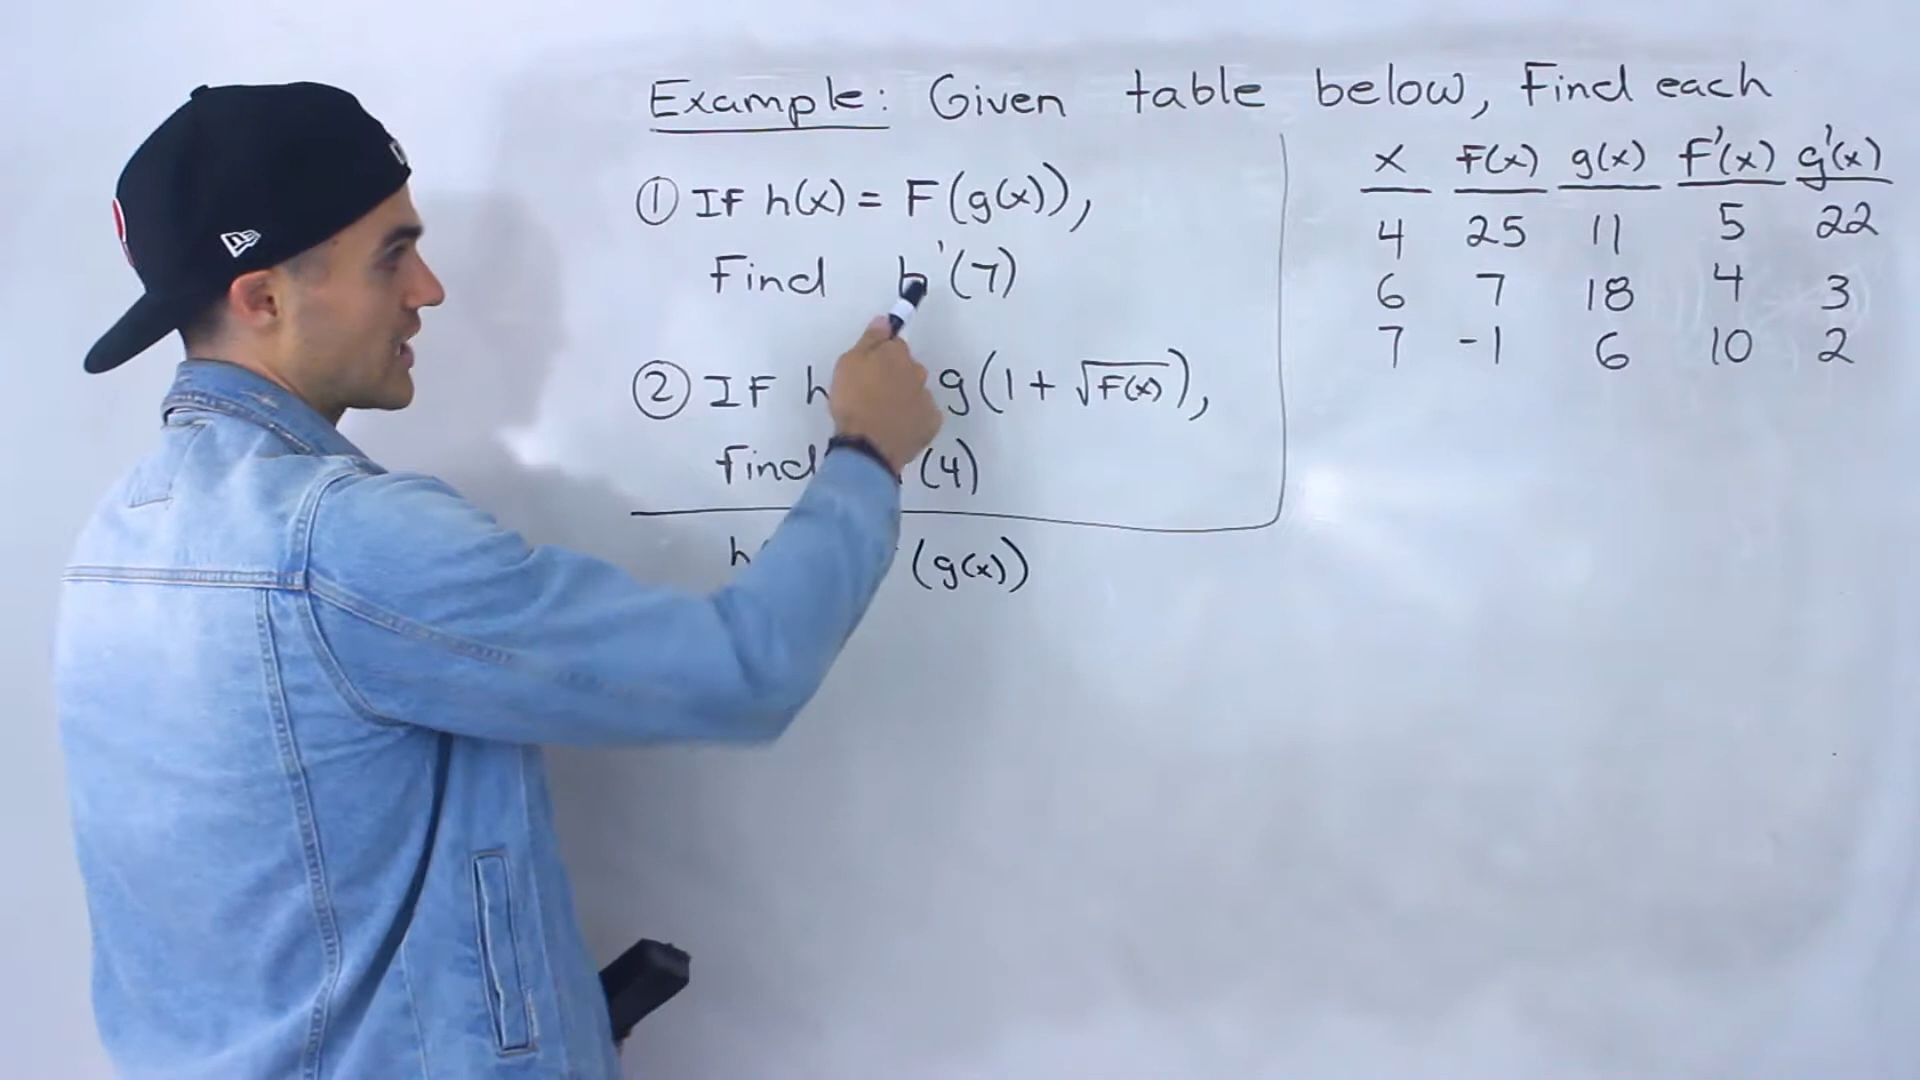 Example: Given table below, Find each
① If h(x) = F(g(x)),
Find h'(7)
② If h g(1 + √F(x)),
find (4)
h (g(x))
x F(x) g(x) F'(x) g'(x)
4 25 11 5 22
6 7 18 4 3
7 -1 6 10 2